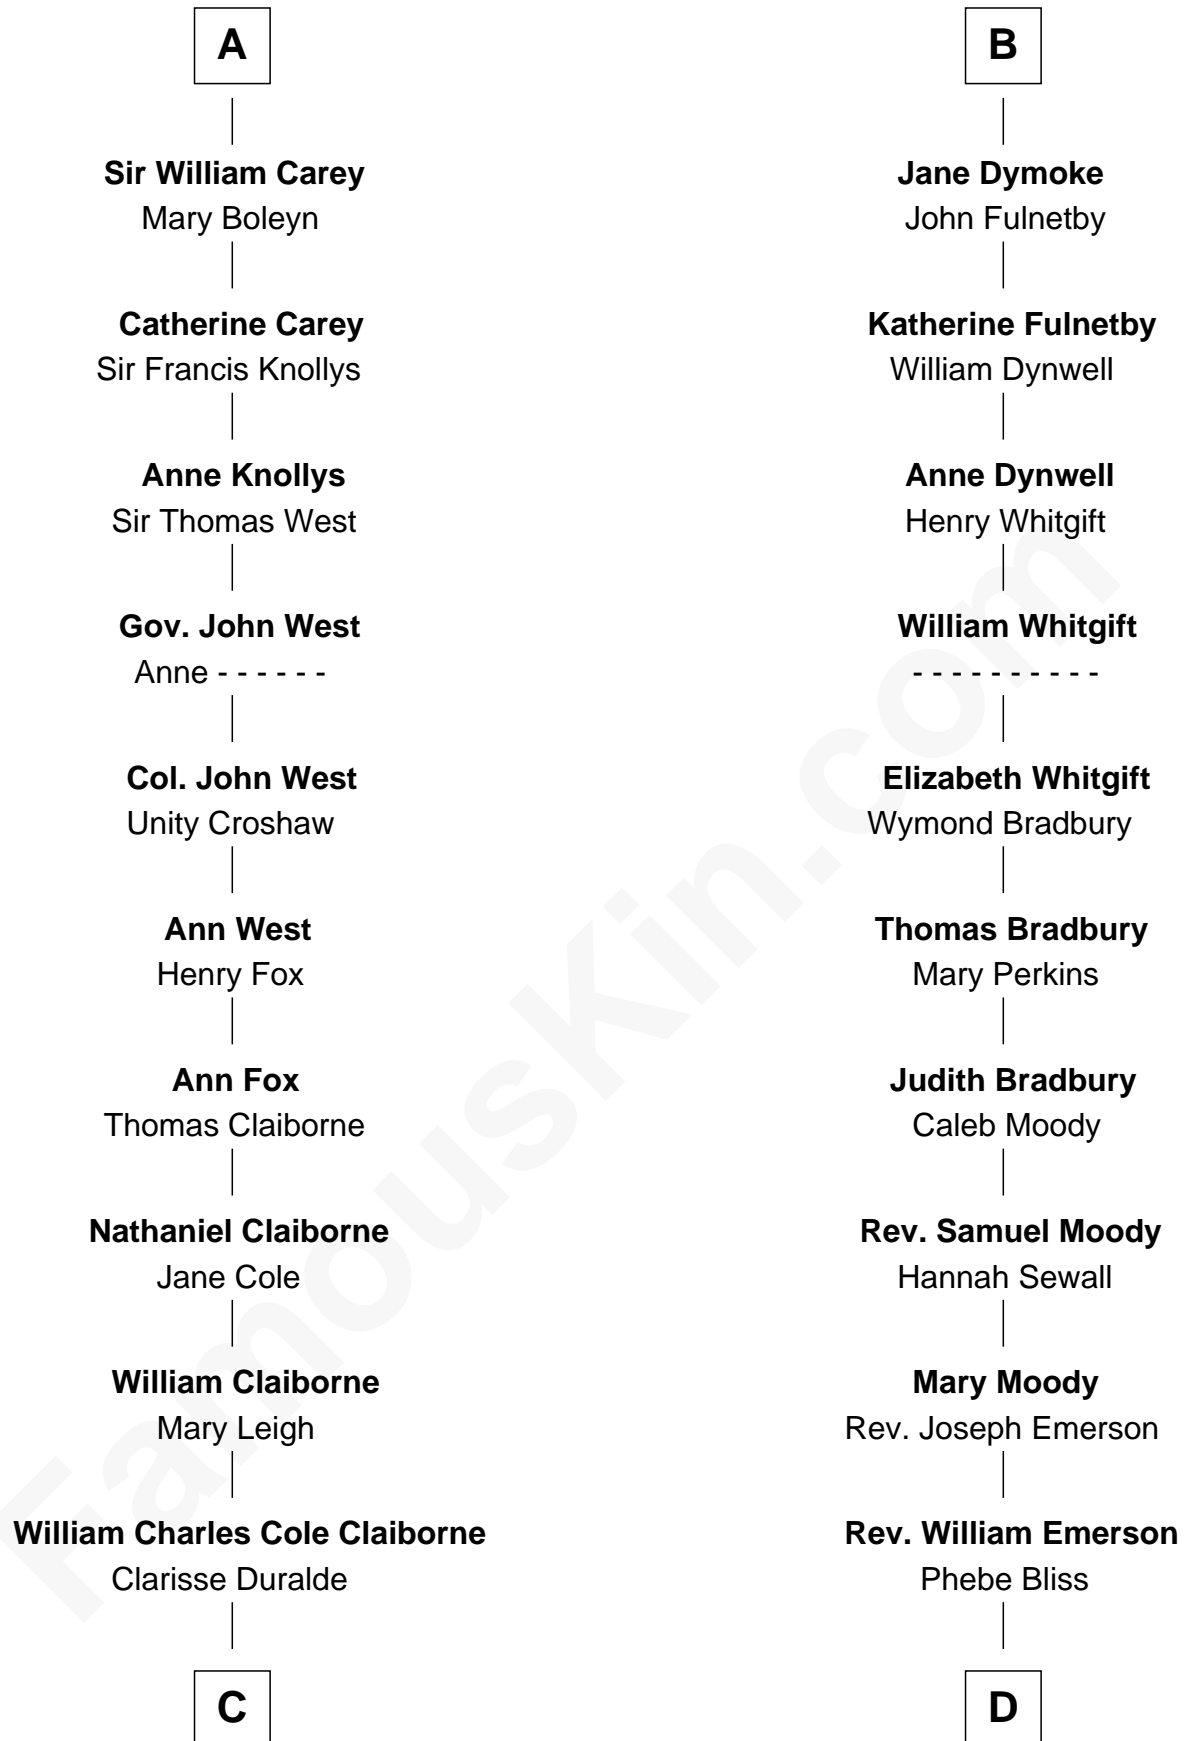 A
Sir William Carey
Mary Boleyn
Catherine Carey
Sir Francis Knollys
Anne Knollys
Sir Thomas West
Gov. John West
Anne - - - - - -
Col. John West
Unity Croshaw
Ann West
Henry Fox
Ann Fox
Thomas Claiborne
Nathaniel Claiborne
Jane Cole
William Claiborne
Mary Leigh
William Charles Cole Claiborne
Clarisse Duralde
C
B
Jane Dymoke
John Fulnetby
Katherine Fulnetby
William Dynwell
Anne Dynwell
Henry Whitgift
William Whitgift
- - - - - - - - - -
Elizabeth Whitgift
Wymond Bradbury
Thomas Bradbury
Mary Perkins
Judith Bradbury
Caleb Moody
Rev. Samuel Moody
Hannah Sewall
Mary Moody
Rev. Joseph Emerson
Rev. William Emerson
Phebe Bliss
D
FamousKin.com